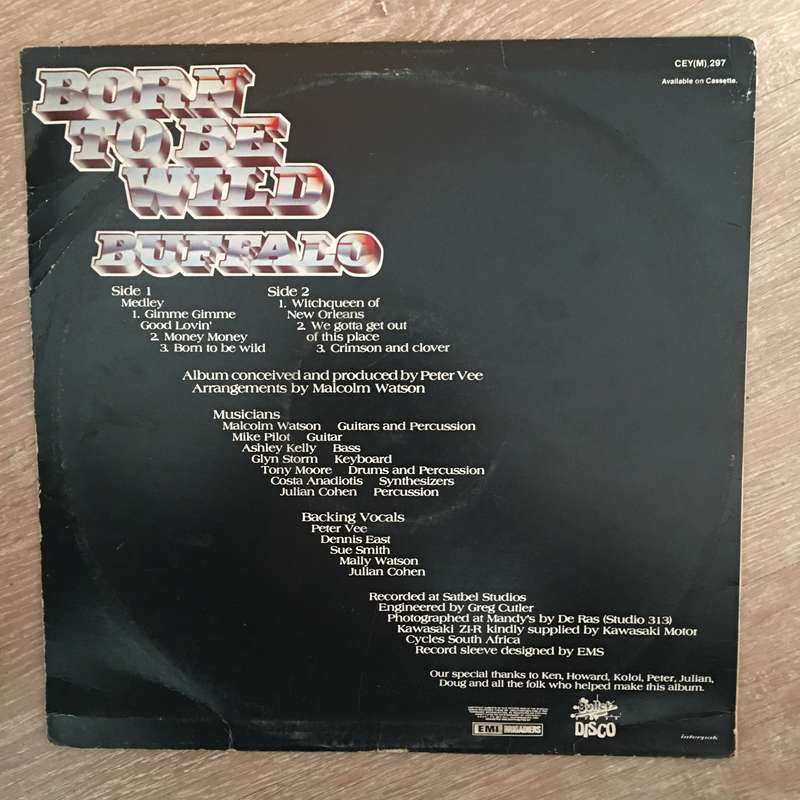 CEY(M) 297
Available on Cassette.
BORN
TO BE
WILD
BUFFALO
Side 1
Medley
1. Gimme Gimme
Good Lovin'
2. Money Money
3. Born to be wild
Side 2
1. Witchqueen of
New Orleans
2. We gotta get out
of this place
3. Crimson and clover
Album conceived and produced by Peter Vee
Arrangements by Malcolm Watson
Musicians
Malcolm Watson Guitars and Percussion
Mike Pilot Guitar
Ashley Kelly Bass
Glyn Storm Keyboard
Tony Moore Drums and Percussion
Costa Anadiotis Synthesizers
Julian Cohen Percussion
Backing Vocals
Peter Vee
Dennis East
Sue Smith
Mally Watson
Julian Cohen
Recorded at Satbel Studios
Engineered by Greg Cutler
Photographed at Mandy's by De Ras (Studio 313)
Kawasaki Z1-R kindly supplied by Kawasaki Motor
Cycles South Africa
Record sleeve designed by EMS
Our special thanks to Ken, Howard, Koloi, Peter, Julian,
Doug and all the folk who helped make this album.
EMI BRIGADIERS
Bullet
DISCO
interpak